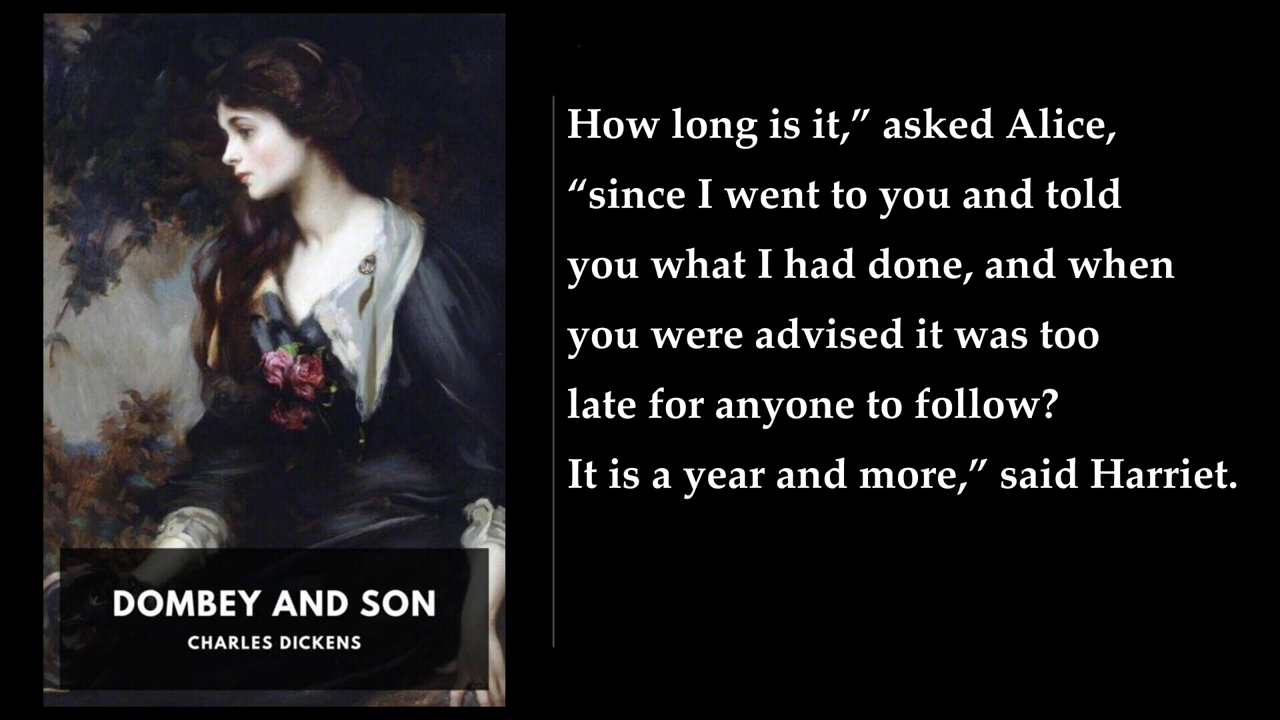 DOMBEY AND SON
CHARLES DICKENS
How long is it,” asked Alice,
“since I went to you and told
you what I had done, and when
you were advised it was too
late for anyone to follow?
It is a year and more,” said Harriet.